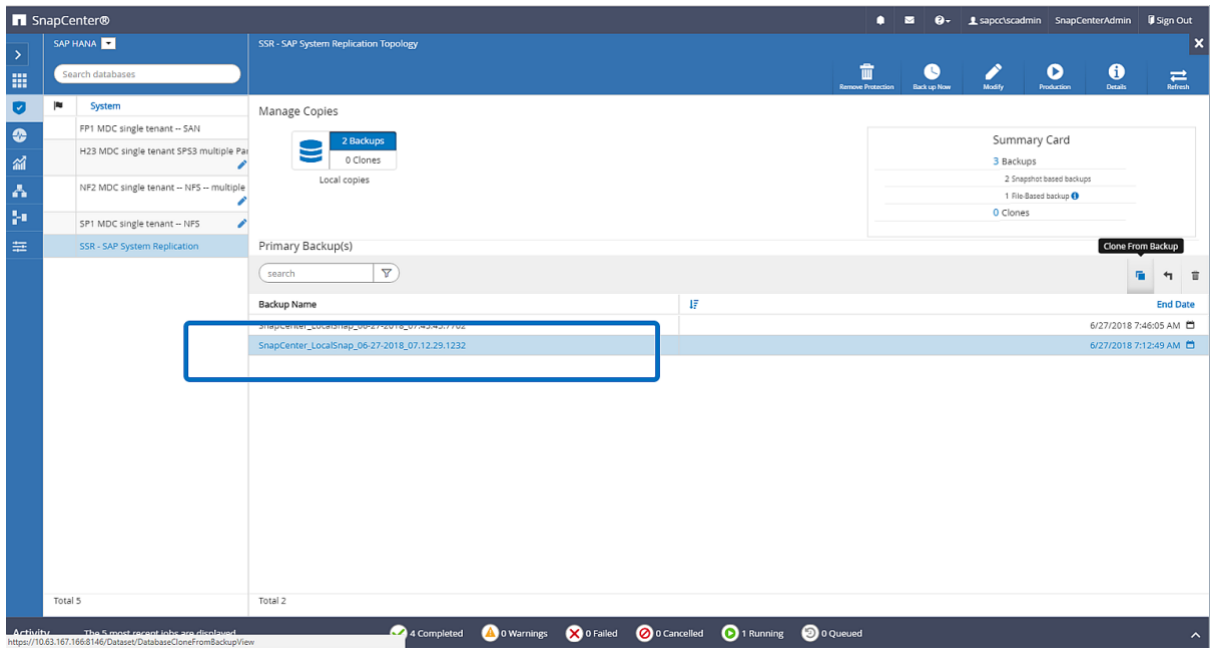 SnapCenter®
sapcc\scadmin SnapCenterAdmin Sign Out
SAP HANA
SSR - SAP System Replication Topology
Search databases
Remove Protection Back up Now Modify Production Details Refresh
System
FP1 MDC single tenant -- SAN
H23 MDC single tenant SPS3 multiple Par
NF2 MDC single tenant -- NFS -- multiple
SP1 MDC single tenant -- NFS
SSR - SAP System Replication
Manage Copies
2 Backups
0 Clones
Local copies
Summary Card
3 Backups
2 Snapshot based backups
1 File-Based backup
0 Clones
Primary Backup(s)
Clone From Backup
search
Backup Name End Date
SnapCenter_LocalSnap_06-27-2018_07.45.45.7702 6/27/2018 7:46:05 AM
SnapCenter_LocalSnap_06-27-2018_07.12.29.1232 6/27/2018 7:12:49 AM
Total 5
Total 2
Activity The 5 most recent jobs are displayed
4 Completed 0 Warnings 0 Failed 0 Cancelled 1 Running 0 Queued
https://10.63.167.166:8146/Dataset/DatabaseCloneFromBackupView